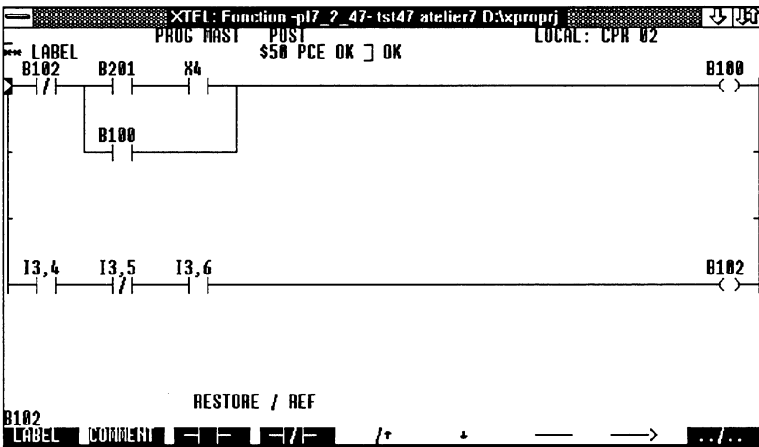 XTEL: Fonction -pl7_2_47- tst47 atelier7 D:\xproprj
PROG MAST POST LOCAL: CPR 02
** LABEL $50 PCE OK ] OK
B102 B201 X4 B100
B100
I3,4 I3,5 I3,6 B102
RESTORE / REF
B102
LABEL COMMENT ../..